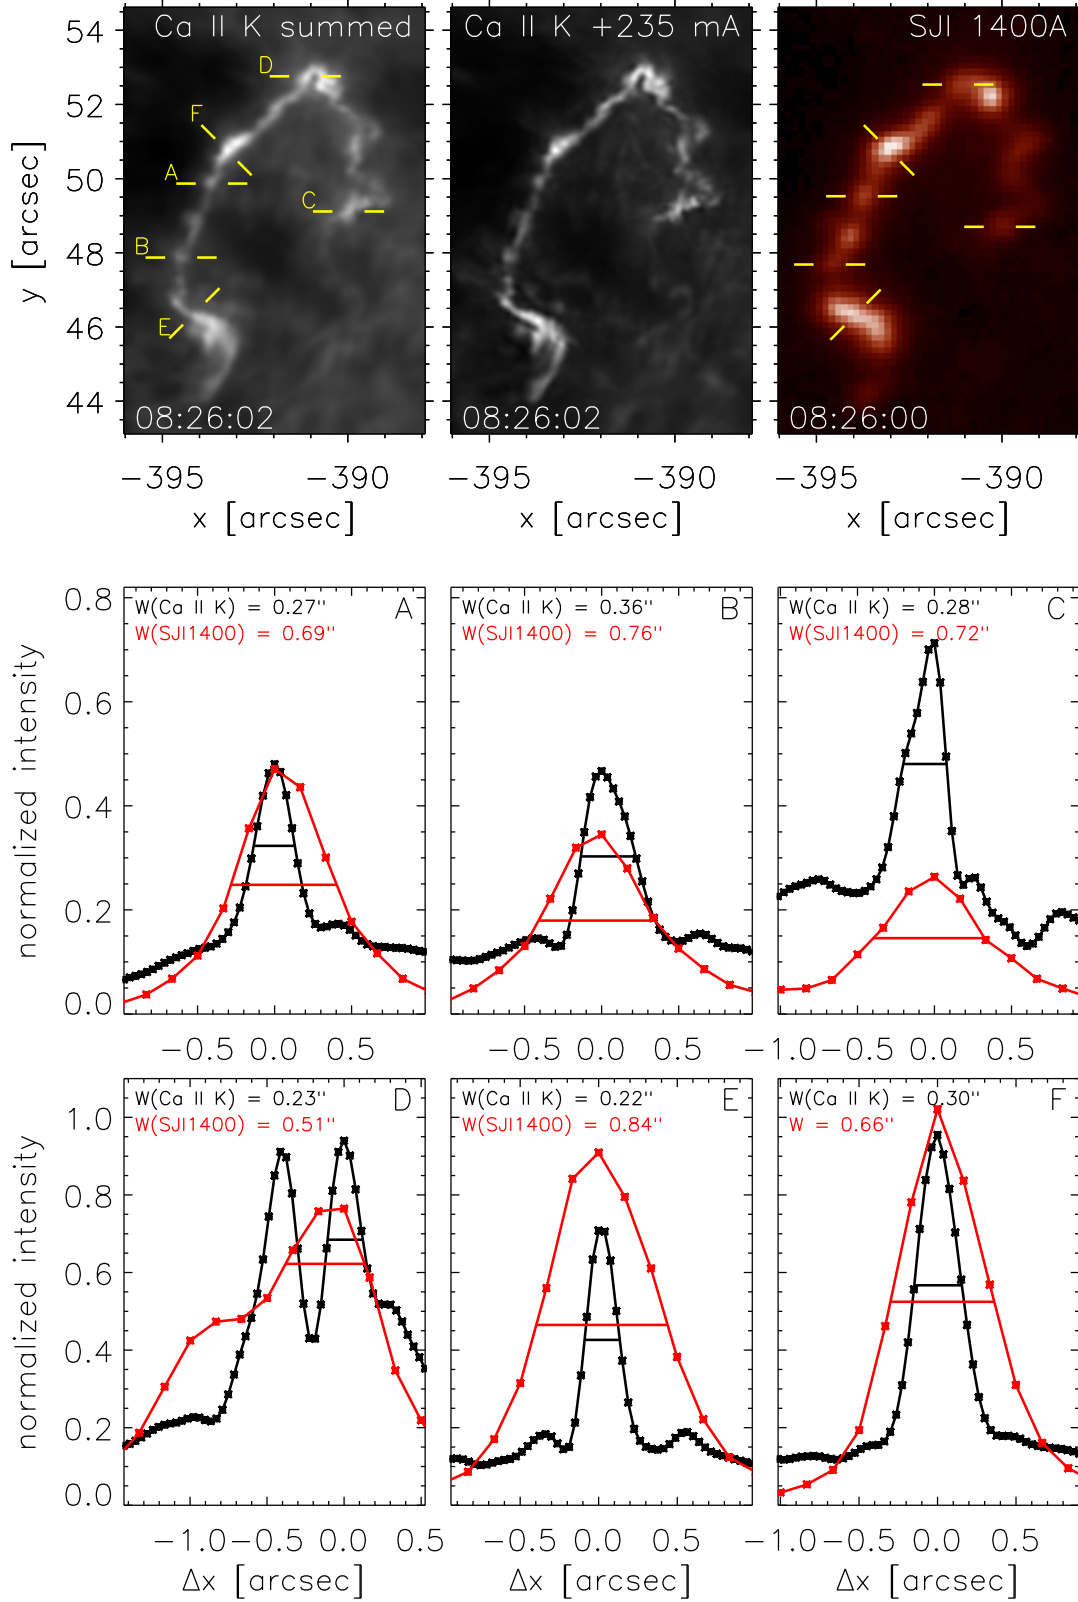 Ca II K summed
Ca II K +235 mA
SJI 1400A
D
F
A
C
B
E
54
52
50
48
46
44
y [arcsec]
08:26:02
08:26:02
08:26:00
−395 −390
−395 −390
−395 −390
x [arcsec]
x [arcsec]
x [arcsec]
W(Ca II K) = 0.27"
W(SJI1400) = 0.69"
A
W(Ca II K) = 0.36"
W(SJI1400) = 0.76"
B
W(Ca II K) = 0.28"
W(SJI1400) = 0.72"
C
0.8
0.6
0.4
0.2
0.0
normalized intensity
−0.5 0.0 0.5
−0.5 0.0 0.5
−1.0 −0.5 0.0 0.5
W(Ca II K) = 0.23"
W(SJI1400) = 0.51"
D
W(Ca II K) = 0.22"
W(SJI1400) = 0.84"
E
W(Ca II K) = 0.30"
W = 0.66"
F
1.0
0.8
0.6
0.4
0.2
0.0
normalized intensity
−1.0 −0.5 0.0 0.5
−0.5 0.0 0.5
−1.0 −0.5 0.0 0.5
Δx [arcsec]
Δx [arcsec]
Δx [arcsec]